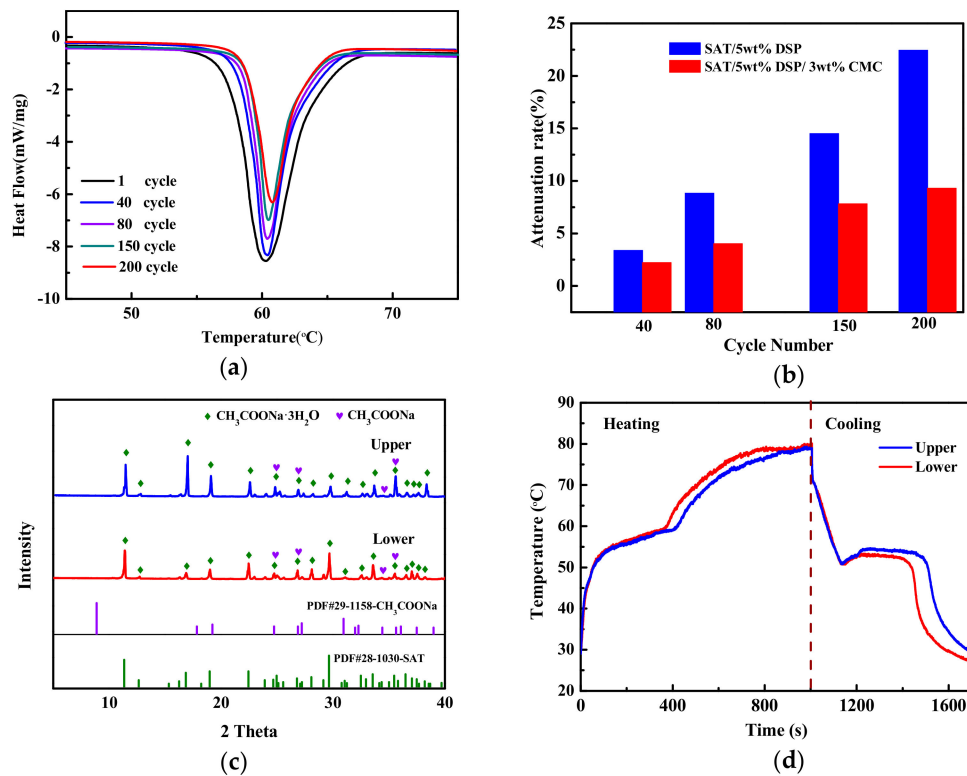 0
-2
-4
-6
-8
-10
Heat Flow(mW/mg)
1 cycle
40 cycle
80 cycle
150 cycle
200 cycle
50
60
70
Temperature(°C)
(a)
25
20
15
10
5
0
Attenuation rate(%)
SAT/5wt% DSP
SAT/5wt% DSP/ 3wt% CMC
40
80
150
200
Cycle Number
(b)
CH₃COONa·3H₂O
CH₃COONa
Upper
Lower
PDF#29-1158-CH₃COONa
PDF#28-1030-SAT
Intensity
10
20
30
40
2 Theta
(c)
90
80
70
60
50
40
30
20
Temperature (°C)
Heating
Cooling
Upper
Lower
0
400
800
1200
1600
Time (s)
(d)